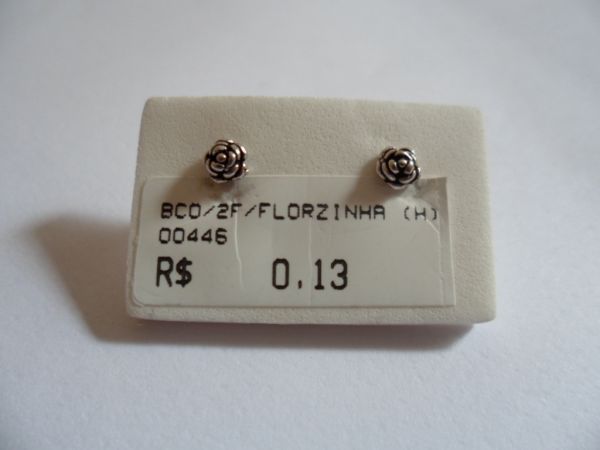 BCO/2F/FLORZINHA (H)
00446
R$ 0.13